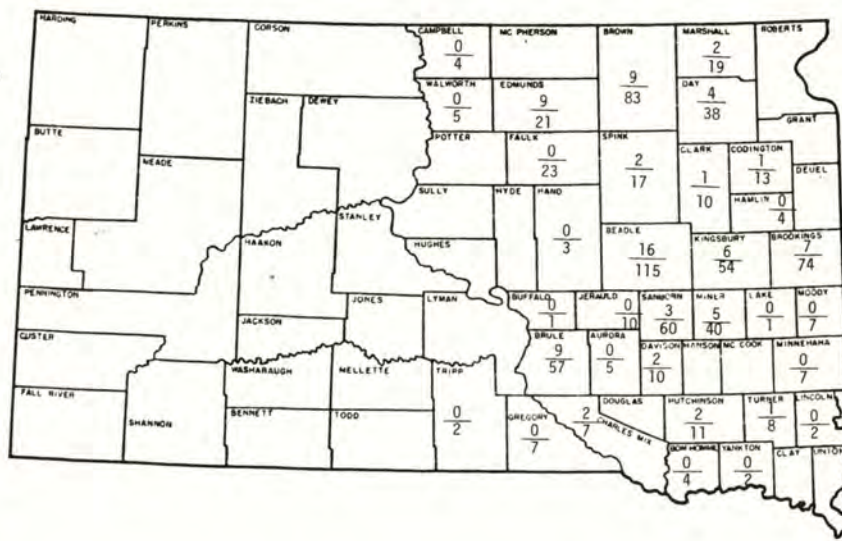 HARDING
PERKINS
CORSON
CAMPBELL
0
4
MC PHERSON
BROWN
9
83
MARSHALL
2
19
ROBERTS
WALWORTH
0
5
EDMUNDS
9
21
DAY
4
38
ZIEBACH
DEWEY
GRANT
BUTTE
MEADE
POTTER
FAULK
0
23
SPINK
2
17
CLARK
1
10
CODINGTON
1
13
DEUEL
HAMLIN
0
4
SULLY
HYDE
HAND
0
3
LAWRENCE
HAAKON
STANLEY
HUGHES
BEADLE
16
115
KINGSBURY
6
54
BROOKINGS
7
74
PENNINGTON
JACKSON
JONES
LYMAN
BUFFALO
0
1
JERAULD
0
10
SANBORN
3
60
MINER
5
40
LAKE
0
1
MOODY
0
7
CUSTER
BRULE
9
57
AURORA
0
5
DAVISON
2
10
HANSON
MC COOK
MINNEHAHA
0
7
FALL RIVER
SHANNON
WASHABAUGH
BENNETT
MELLETTE
TODD
TRIPP
0
2
GREGORY
0
7
CHARLES MIX
2
7
DOUGLAS
HUTCHINSON
2
11
TURNER
1
8
LINCOLN
0
2
BON HOMME
0
4
YANKTON
0
2
CLAY
UNION